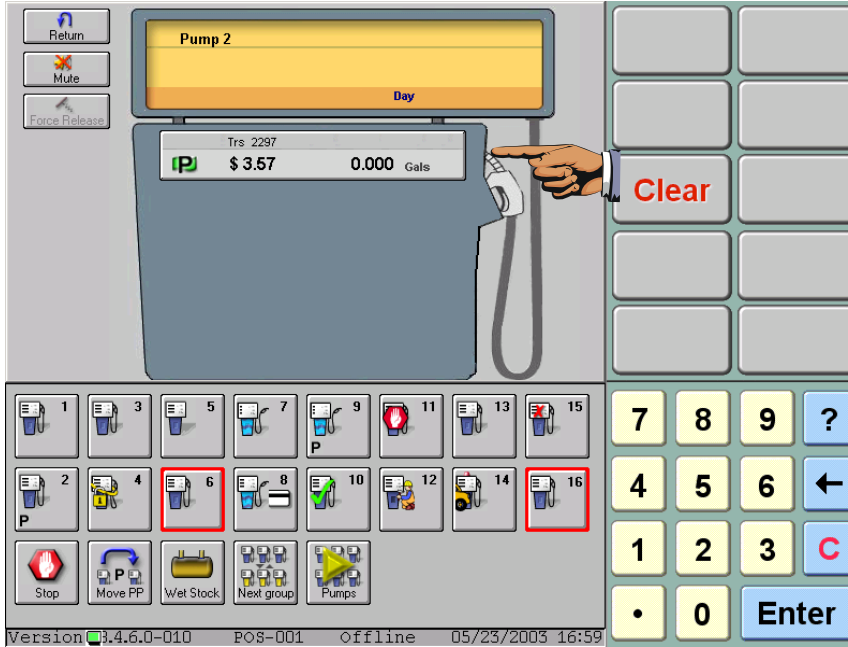 Return
Mute
Force Release
Pump 2
Day
Trs 2297
P $ 3.57 0.000 Gals
Clear
1 3 5 7 9 11 13 15
P
2 4 6 8 10 12 14 16
P
Stop Move PP Wet Stock Next group Pumps
P
7 8 9 ?
4 5 6 ←
1 2 3 C
• 0 Enter
Version 3.4.6.0-010 POS-001 Offline 05/23/2003 16:59